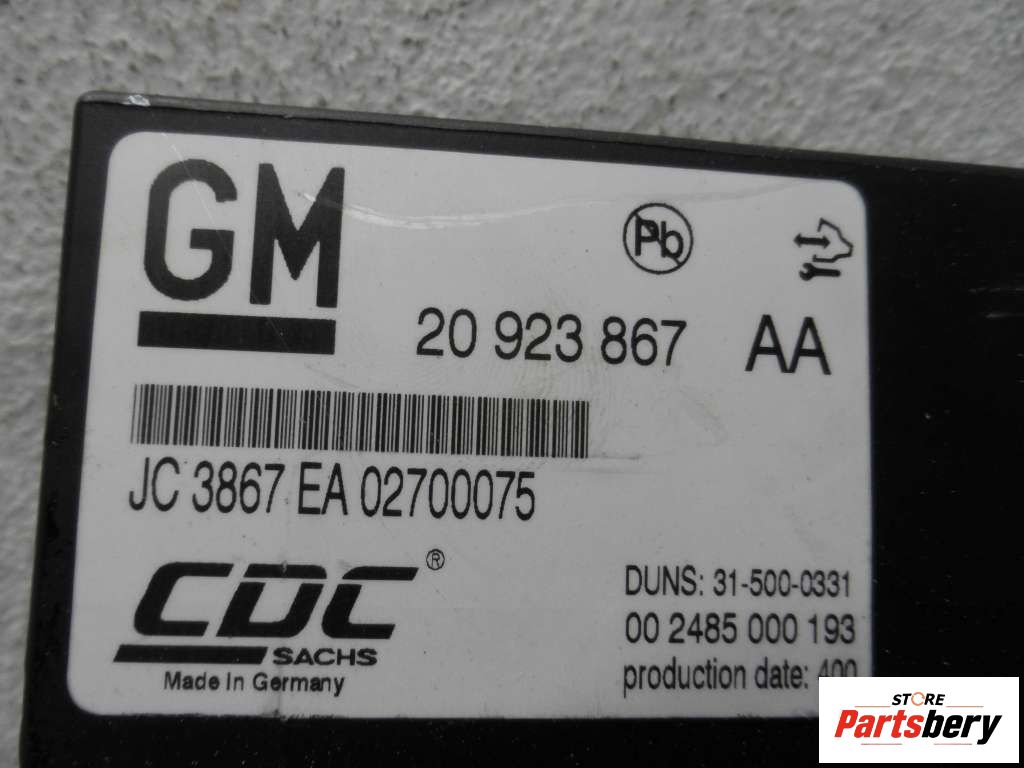 GM
Pb
20 923 867 AA
JC 3867 EA 02700075
CDC®
SACHS
Made In Germany
DUNS: 31-500-0331
00 2485 000 193
production date: 400
STORE
Partsbery